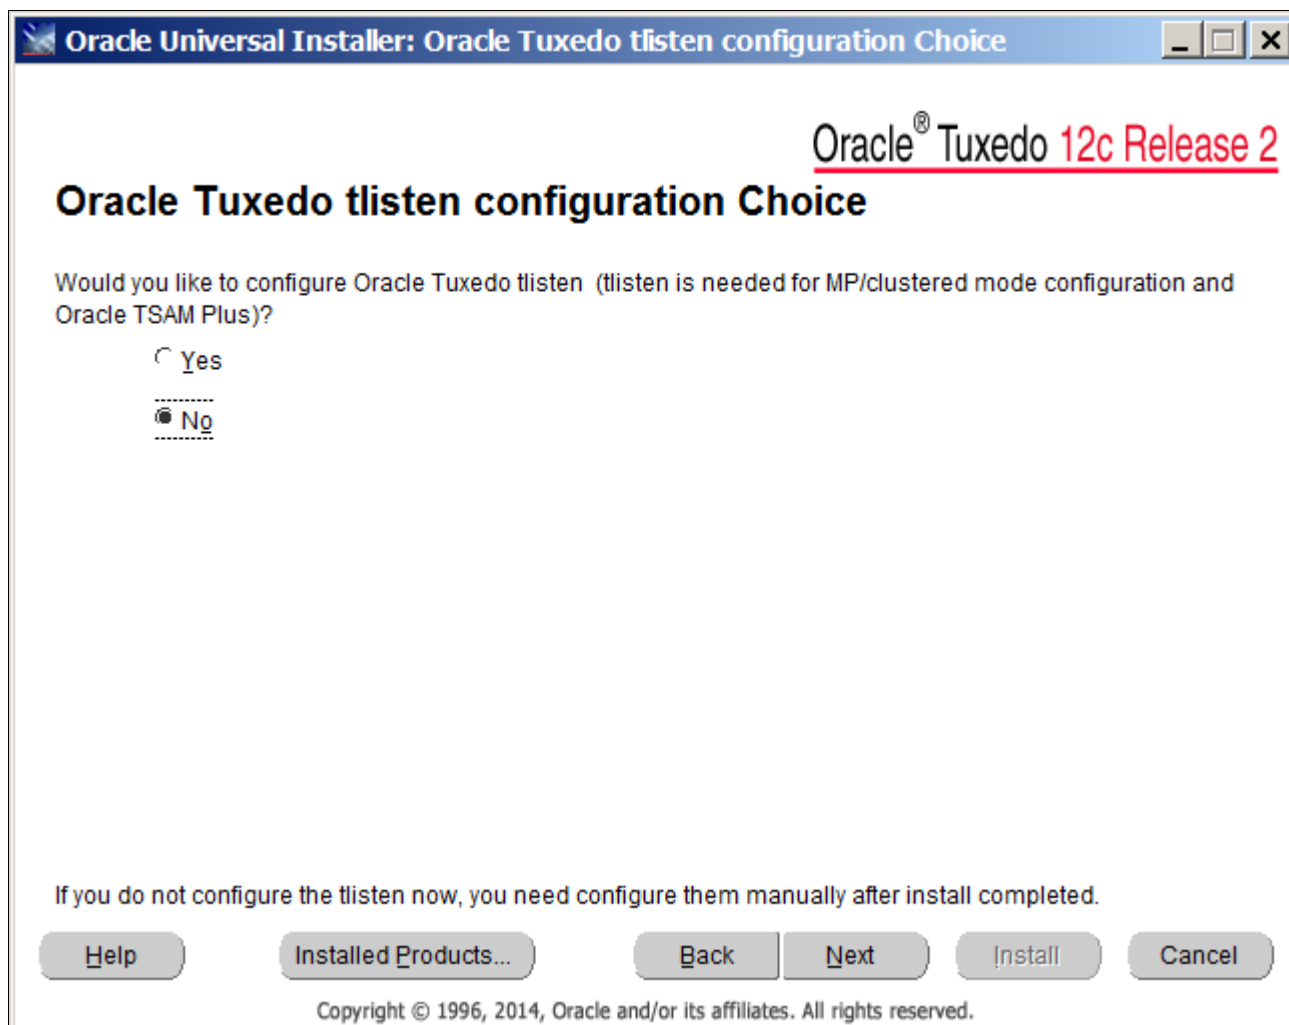 Oracle Universal Installer: Oracle Tuxedo tlisten configuration Choice
Oracle® Tuxedo 12c Release 2
Oracle Tuxedo tlisten configuration Choice
Would you like to configure Oracle Tuxedo tlisten (tlisten is needed for MP/clustered mode configuration and
Oracle TSAM Plus)?
Yes
No
If you do not configure the tlisten now, you need configure them manually after install completed.
Help Installed Products... Back Next Install Cancel
Copyright © 1996, 2014, Oracle and/or its affiliates. All rights reserved.